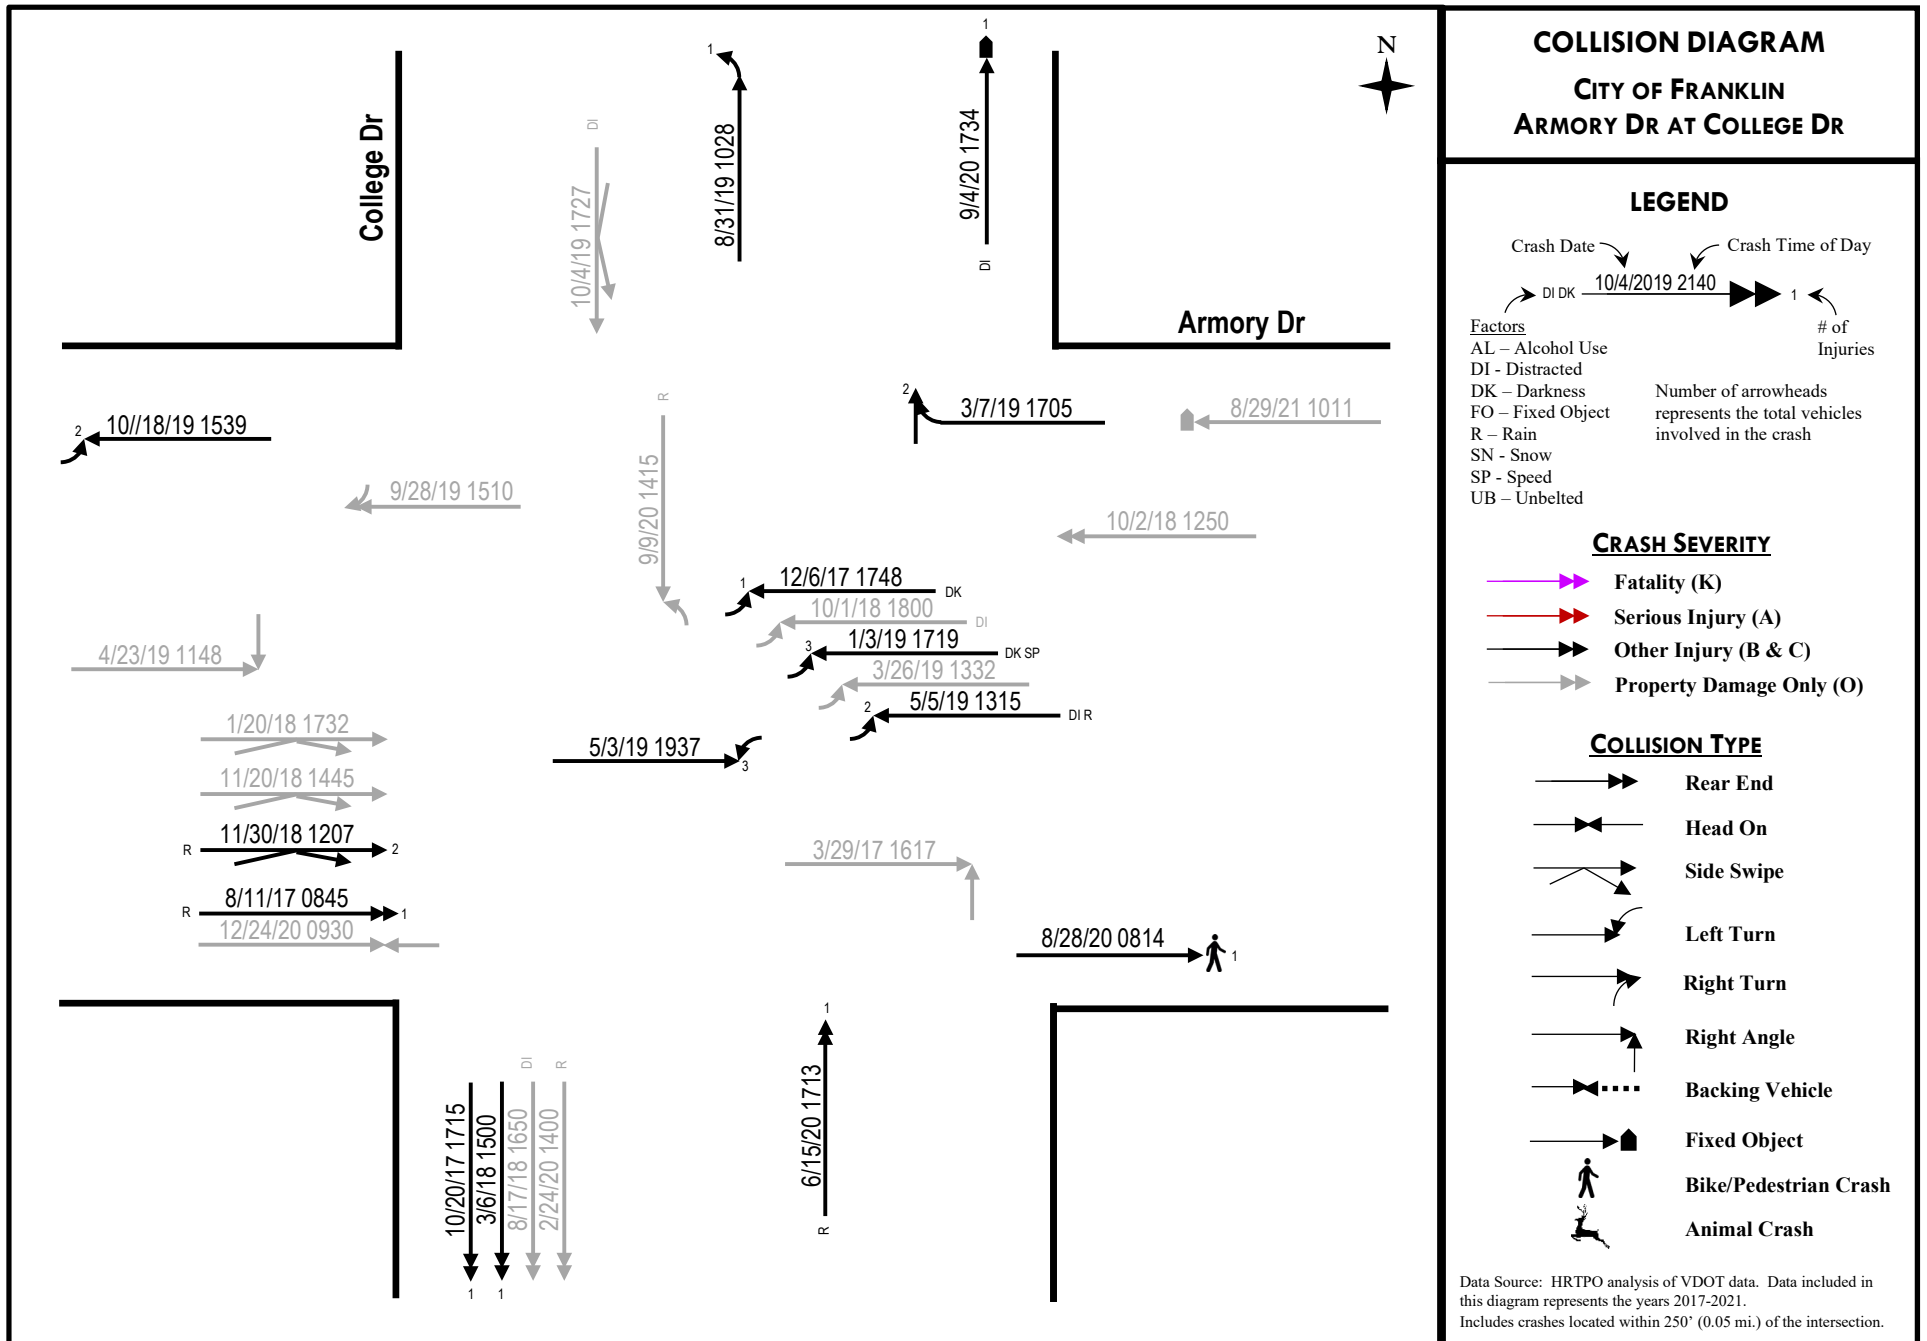 COLLISION DIAGRAM
CITY OF FRANKLIN
ARMORY DR AT COLLEGE DR
N
College Dr
Armory Dr
1
8/31/19 1028
1
9/4/20 1734
DI
DI
10/4/19 1727
2
10//18/19 1539
9/28/19 1510
R
9/9/20 1415
2
3/7/19 1705
8/29/21 1011
10/2/18 1250
1
12/6/17 1748
DK
10/1/18 1800
DI
3
1/3/19 1719
DK SP
3/26/19 1332
2
5/5/19 1315
DI R
4/23/19 1148
1/20/18 1732
11/20/18 1445
R
11/30/18 1207
2
R
8/11/17 0845
1
12/24/20 0930
5/3/19 1937
3
3/29/17 1617
8/28/20 0814
1
10/20/17 1715
1
3/6/18 1500
1
DI
8/17/18 1650
R
2/24/20 1400
1
6/15/20 1713
R
LEGEND
Crash Date
Crash Time of Day
DI DK
10/4/2019 2140
1
Factors
AL – Alcohol Use
DI - Distracted
DK – Darkness
FO – Fixed Object
R – Rain
SN - Snow
SP - Speed
UB – Unbelted
# of
Injuries
Number of arrowheads
represents the total vehicles
involved in the crash
CRASH SEVERITY
Fatality (K)
Serious Injury (A)
Other Injury (B & C)
Property Damage Only (O)
COLLISION TYPE
Rear End
Head On
Side Swipe
Left Turn
Right Turn
Right Angle
Backing Vehicle
Fixed Object
Bike/Pedestrian Crash
Animal Crash
Data Source:  HRTPO analysis of VDOT data.  Data included in
this diagram represents the years 2017-2021.
Includes crashes located within 250' (0.05 mi.) of the intersection.